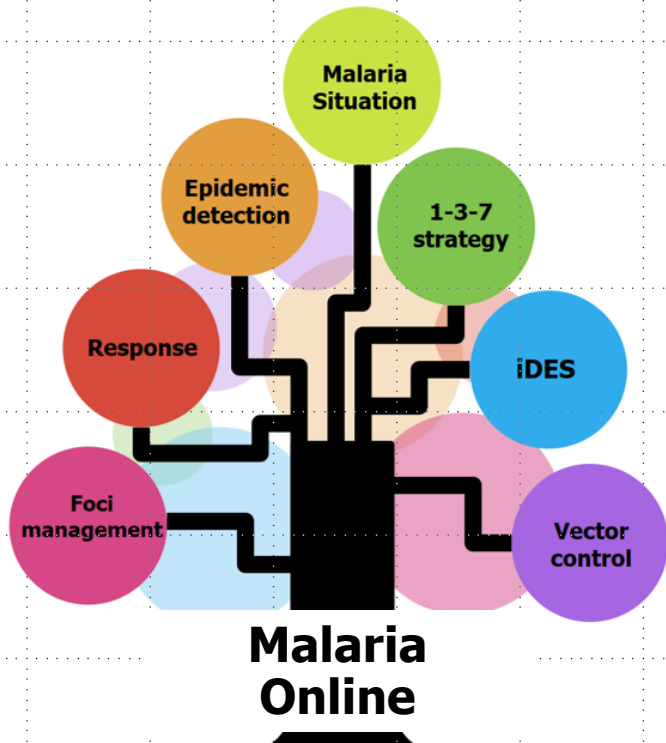 Malaria
Situation
Epidemic
detection
1-3-7
strategy
Response
iDES
Foci
management
Vector
control
Malaria
Online